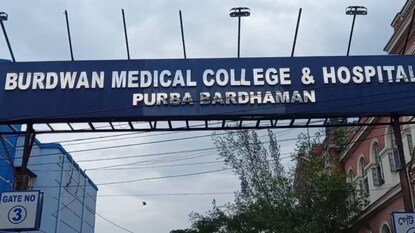 BURDWAN MEDICAL COLLEGE & HOSPITAL
PURBA BARDHAMAN
GATE NO
3
গেট